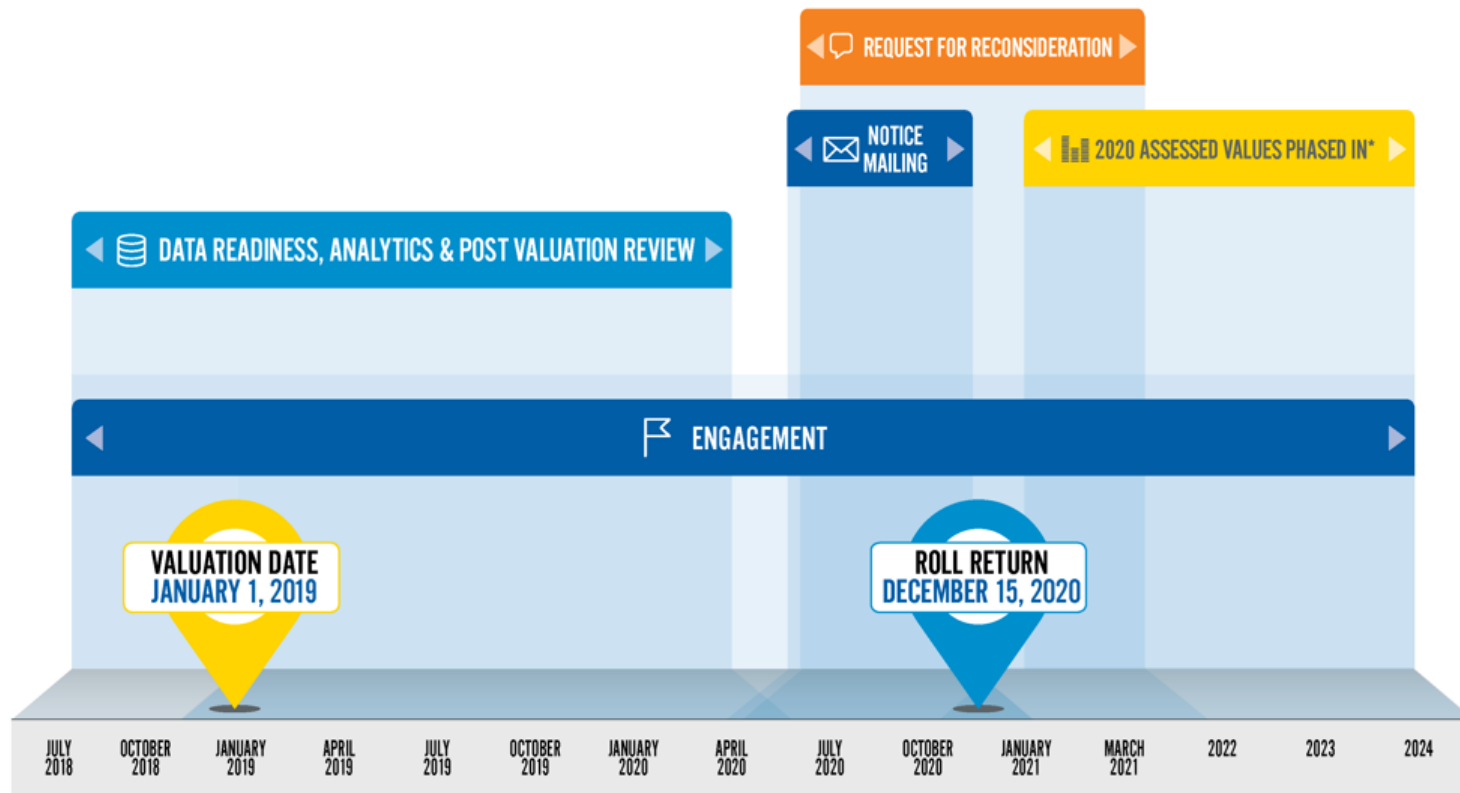 REQUEST FOR RECONSIDERATION
NOTICE
MAILING
2020 ASSESSED VALUES PHASED IN*
DATA READINESS, ANALYTICS & POST VALUATION REVIEW
ENGAGEMENT
VALUATION DATE
JANUARY 1, 2019
ROLL RETURN
DECEMBER 15, 2020
JULY
2018
OCTOBER
2018
JANUARY
2019
APRIL
2019
JULY
2019
OCTOBER
2019
JANUARY
2020
APRIL
2020
JULY
2020
OCTOBER
2020
JANUARY
2021
MARCH
2021
2022
2023
2024